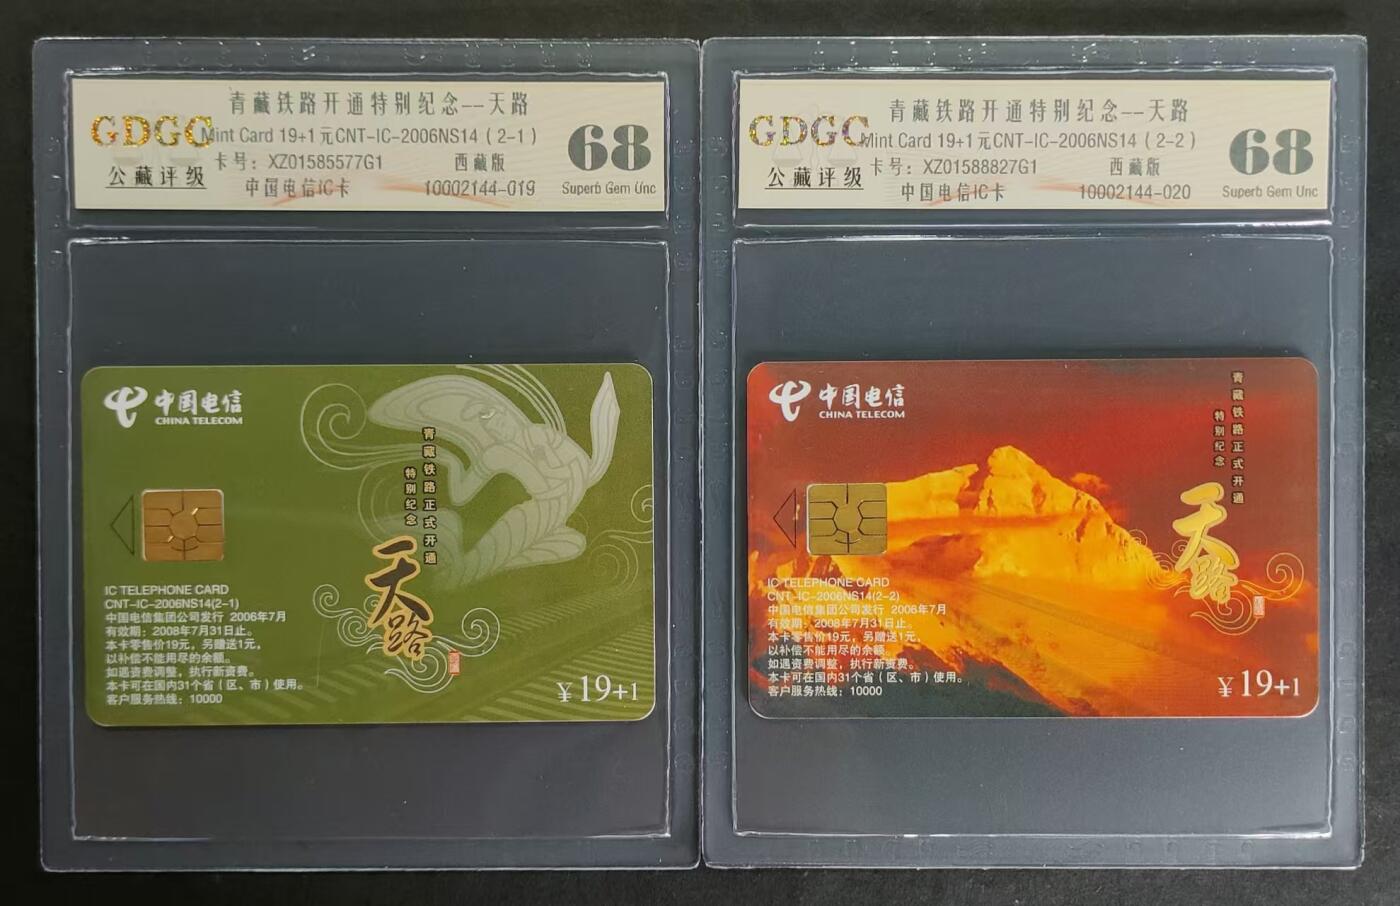 青藏铁路开通特别纪念--天路
GDGC
Mint Card 19+1元CNT-IC-2006NS14（2-1）
68
卡号：XZ01585577G1 西藏版
公藏评级
中国电信IC卡 10002144-019
Superb Gem Unc
中国电信
CHINA TELECOM
青藏铁路正式开通
特别纪念
天路
IC TELEPHONE CARD
CNT-IC-2006NS14(2-1)
中国电信集团公司发行 2006年7月
有效期：2008年7月31日止。
本卡零售价19元，另赠送1元，
以补偿不能用尽的余额。
如遇资费调整，执行新资费。
本卡可在国内31个省（区、市）使用。
客户服务热线：10000
¥19+1
青藏铁路开通特别纪念--天路
GDGC
Mint Card 19+1元CNT-IC-2006NS14（2-2）
68
卡号：XZ01588827G1 西藏版
公藏评级
中国电信IC卡 10002144-020
Superb Gem Unc
中国电信
CHINA TELECOM
青藏铁路正式开通
特别纪念
天路
IC TELEPHONE CARD
CNT-IC-2006NS14(2-2)
中国电信集团公司发行 2006年7月
有效期：2008年7月31日止。
本卡零售价19元，另赠送1元，
以补偿不能用尽的余额。
如遇资费调整，执行新资费。
本卡可在国内31个省（区、市）使用。
客户服务热线：10000
¥19+1